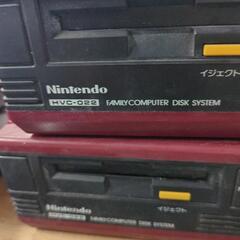 イジェクト
Nintendo
HVC-022 FAMILY COMPUTER DISK SYSTEM
イジェクト
Nintendo
FAMILY COMPUTER DISK SYSTEM